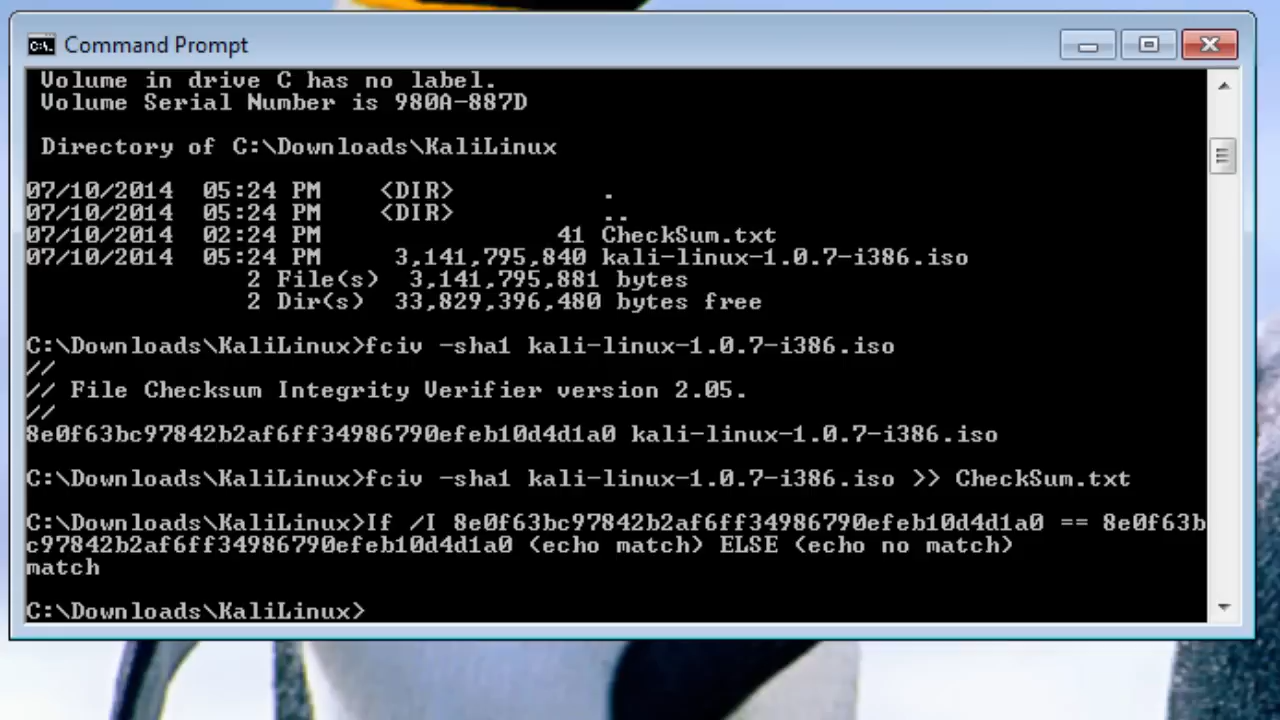 Command Prompt
Volume in drive C has no label.
Volume Serial Number is 980A-887D
Directory of C:\Downloads\KaliLinux
07/10/2014 05:24 PM <DIR> .
07/10/2014 05:24 PM <DIR> ..
07/10/2014 02:24 PM 41 CheckSum.txt
07/10/2014 05:24 PM 3,141,795,840 kali-linux-1.0.7-i386.iso
2 File(s) 3,141,795,881 bytes
2 Dir(s) 33,829,396,480 bytes free
C:\Downloads\KaliLinux>fciv -sha1 kali-linux-1.0.7-i386.iso
//
// File Checksum Integrity Verifier version 2.05.
//
8e0f63bc97842b2af6ff34986790efeb10d4d1a0 kali-linux-1.0.7-i386.iso
C:\Downloads\KaliLinux>fciv -sha1 kali-linux-1.0.7-i386.iso >> CheckSum.txt
C:\Downloads\KaliLinux>If /I 8e0f63bc97842b2af6ff34986790efeb10d4d1a0 == 8e0f63b
c97842b2af6ff34986790efeb10d4d1a0 (echo match) ELSE (echo no match)
match
C:\Downloads\KaliLinux>